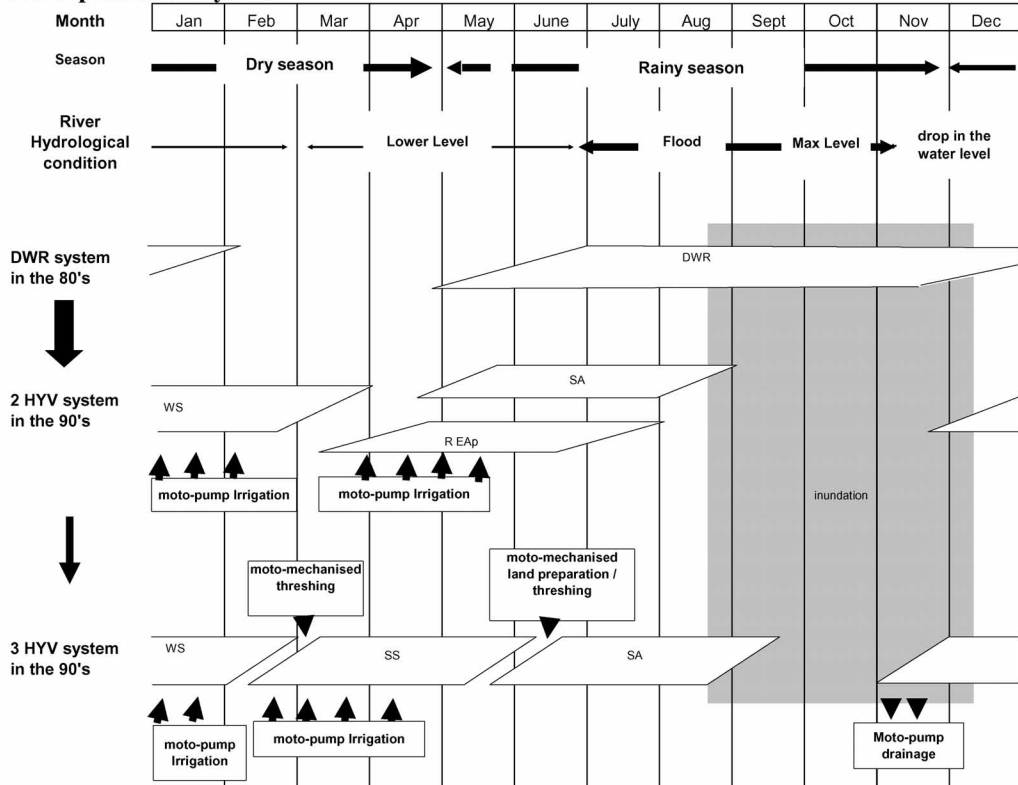 Month Jan Feb Mar Apr May June July Aug Sept Oct Nov Dec
Season Dry season Rainy season
River
Hydrological
condition
Lower Level Flood Max Level
drop in the
water level
DWR system
in the 80's
DWR
2 HYV system
in the 90's
WS
SA
R EAp
moto-pump Irrigation moto-pump Irrigation
inundation
moto-mechanised
threshing
moto-mechanised
land preparation /
threshing
3 HYV system
in the 90's
WS SS SA
moto-pump
Irrigation
moto-pump Irrigation
Moto-pump
drainage